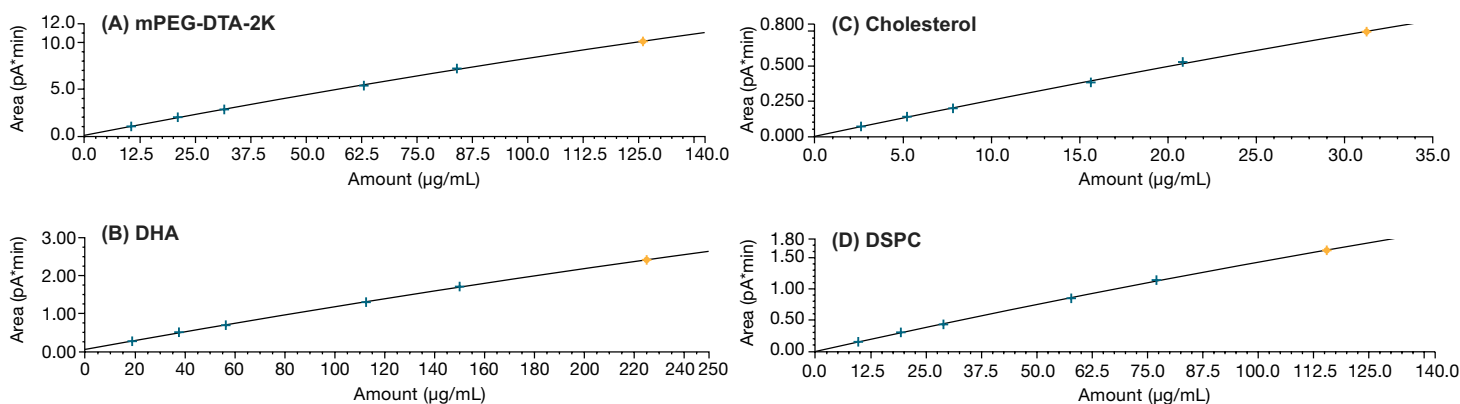 (A) mPEG-DTA-2K
Area (pA*min)
12.0
10.0
5.0
0.0
0.0 12.5 25.0 37.5 50.0 62.5 75.0 87.5 100.0 112.5 125.0 140.0
Amount (µg/mL)
(C) Cholesterol
Area (pA*min)
0.800
0.500
0.250
0.000
0.0 5.0 10.0 15.0 20.0 25.0 30.0 35.0
Amount (µg/mL)
(B) DHA
Area (pA*min)
3.00
2.00
1.00
0.00
0 20 40 60 80 100 120 140 160 180 200 220 240 250
Amount (µg/mL)
(D) DSPC
Area (pA*min)
1.80
1.50
1.00
0.50
0.00
0.0 12.5 25.0 37.5 50.0 62.5 75.0 87.5 100.0 112.5 125.0 140.0
Amount (µg/mL)